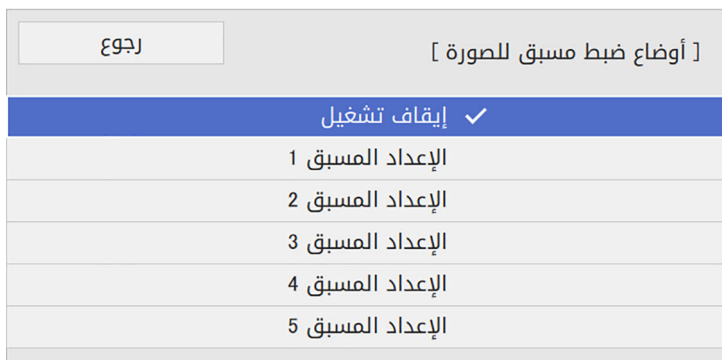 [ أوضاع ضبط مسبق للصورة ]
رجوع
إيقاف تشغيل
الإعداد المسبق 1
الإعداد المسبق 2
الإعداد المسبق 3
الإعداد المسبق 4
الإعداد المسبق 5